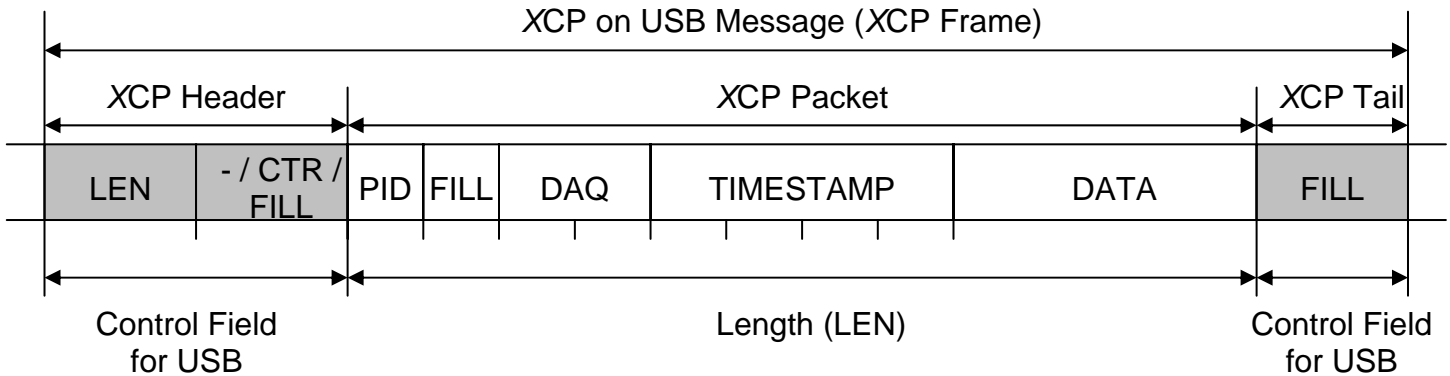 XCP on USB Message (XCP Frame)
XCP Header
XCP Packet
XCP Tail
LEN
- / CTR /
FILL
PID
FILL
DAQ
TIMESTAMP
DATA
FILL
Control Field
for USB
Length (LEN)
Control Field
for USB